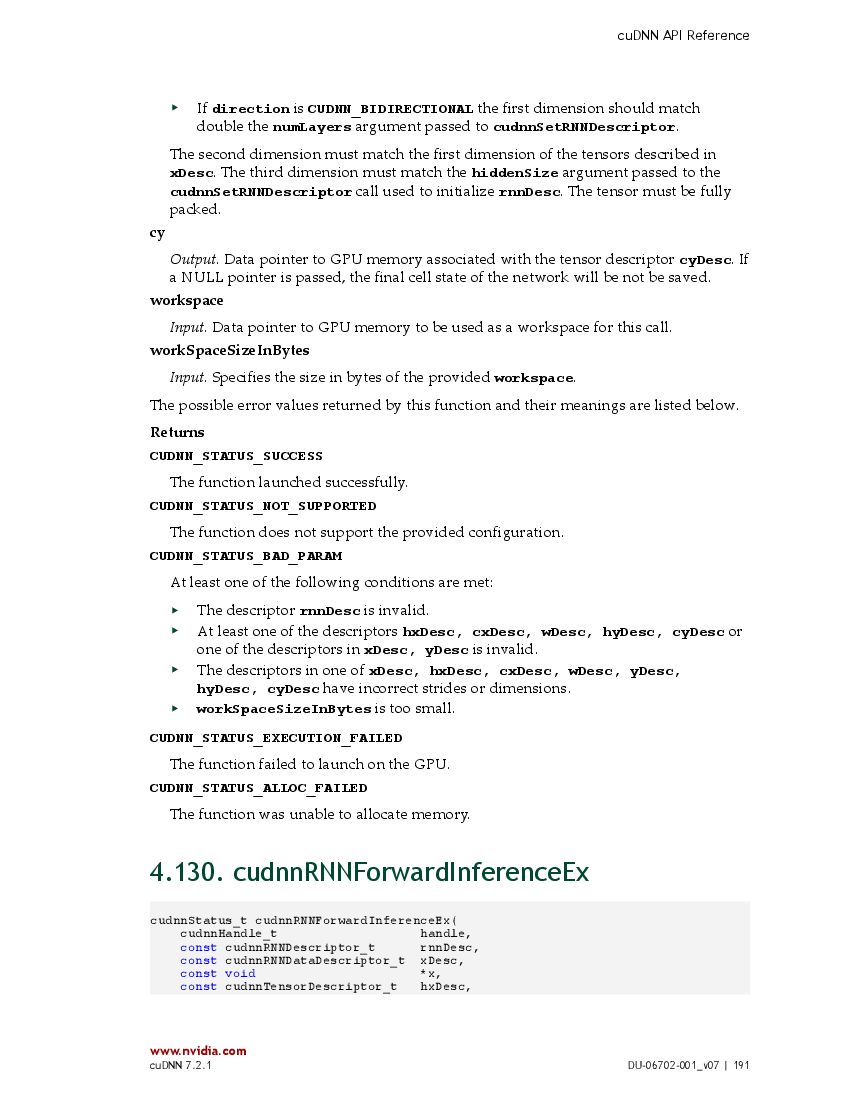 cuDNN API Reference
▸ If direction is CUDNN_BIDIRECTIONAL the first dimension should match
double the numLayers argument passed to cudnnSetRNNDescriptor.
The second dimension must match the first dimension of the tensors described in
xDesc. The third dimension must match the hiddenSize argument passed to the
cudnnSetRNNDescriptor call used to initialize rnnDesc. The tensor must be fully
packed.
cy
Output. Data pointer to GPU memory associated with the tensor descriptor cyDesc. If
a NULL pointer is passed, the final cell state of the network will be not be saved.
workspace
Input. Data pointer to GPU memory to be used as a workspace for this call.
workSpaceSizeInBytes
Input. Specifies the size in bytes of the provided workspace.
The possible error values returned by this function and their meanings are listed below.
Returns
CUDNN_STATUS_SUCCESS
The function launched successfully.
CUDNN_STATUS_NOT_SUPPORTED
The function does not support the provided configuration.
CUDNN_STATUS_BAD_PARAM
At least one of the following conditions are met:
▸ The descriptor rnnDesc is invalid.
▸ At least one of the descriptors hxDesc, cxDesc, wDesc, hyDesc, cyDesc or
one of the descriptors in xDesc, yDesc is invalid.
▸ The descriptors in one of xDesc, hxDesc, cxDesc, wDesc, yDesc,
hyDesc, cyDesc have incorrect strides or dimensions.
▸ workSpaceSizeInBytes is too small.
CUDNN_STATUS_EXECUTION_FAILED
The function failed to launch on the GPU.
CUDNN_STATUS_ALLOC_FAILED
The function was unable to allocate memory.
4.130. cudnnRNNForwardInferenceEx
cudnnStatus_t cudnnRNNForwardInferenceEx(
cudnnHandle_t handle,
const cudnnRNNDescriptor_t rnnDesc,
const cudnnRNNDataDescriptor_t xDesc,
const void *x,
const cudnnTensorDescriptor_t hxDesc,
www.nvidia.com
cuDNN 7.2.1 DU-06702-001_v07 | 191